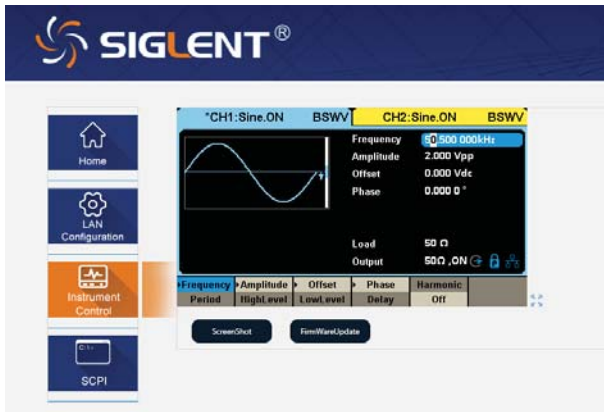 SIGLENT®
Home
LAN
Configuration
Instrument
Control
C:\-
SCPI
*CH1:Sine.ON BSWV CH2:Sine.ON BSWV
Frequency 50.500 000kHz
Amplitude 2.000 Vpp
Offset 0.000 Vdc
Phase 0.000 0 °
Load 50 Ω
Output 50Ω ,ON
Frequency Amplitude Offset Phase Harmonic
Period HighLevel LowLevel Delay Off
ScreenShot FirmWareUpdate